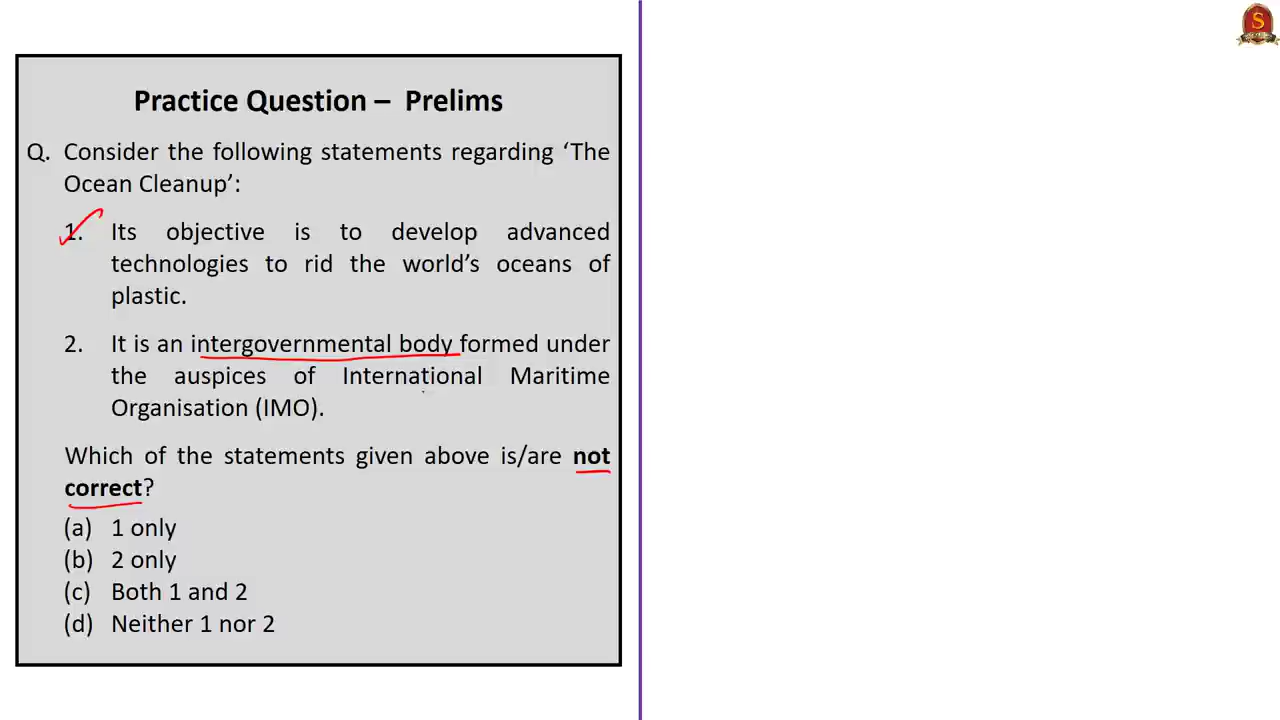 Practice Question – Prelims
Q. Consider the following statements regarding ‘The
Ocean Cleanup’:
1. Its objective is to develop advanced
technologies to rid the world’s oceans of
plastic.
2. It is an intergovernmental body formed under
the auspices of International Maritime
Organisation (IMO).
Which of the statements given above is/are not
correct?
(a) 1 only
(b) 2 only
(c) Both 1 and 2
(d) Neither 1 nor 2
S